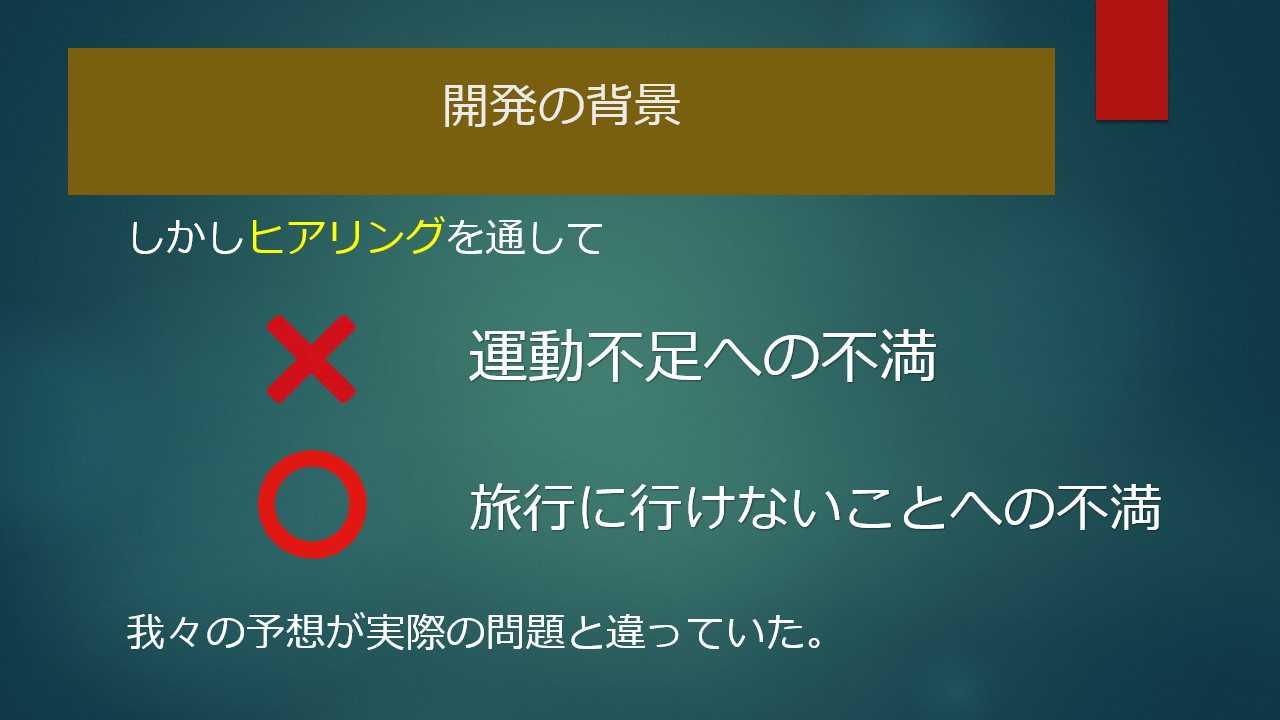 開発の背景
しかしヒアリングを通して
運動不足への不満
旅行に行けないことへの不満
我々の予想が実際の問題と違っていた。